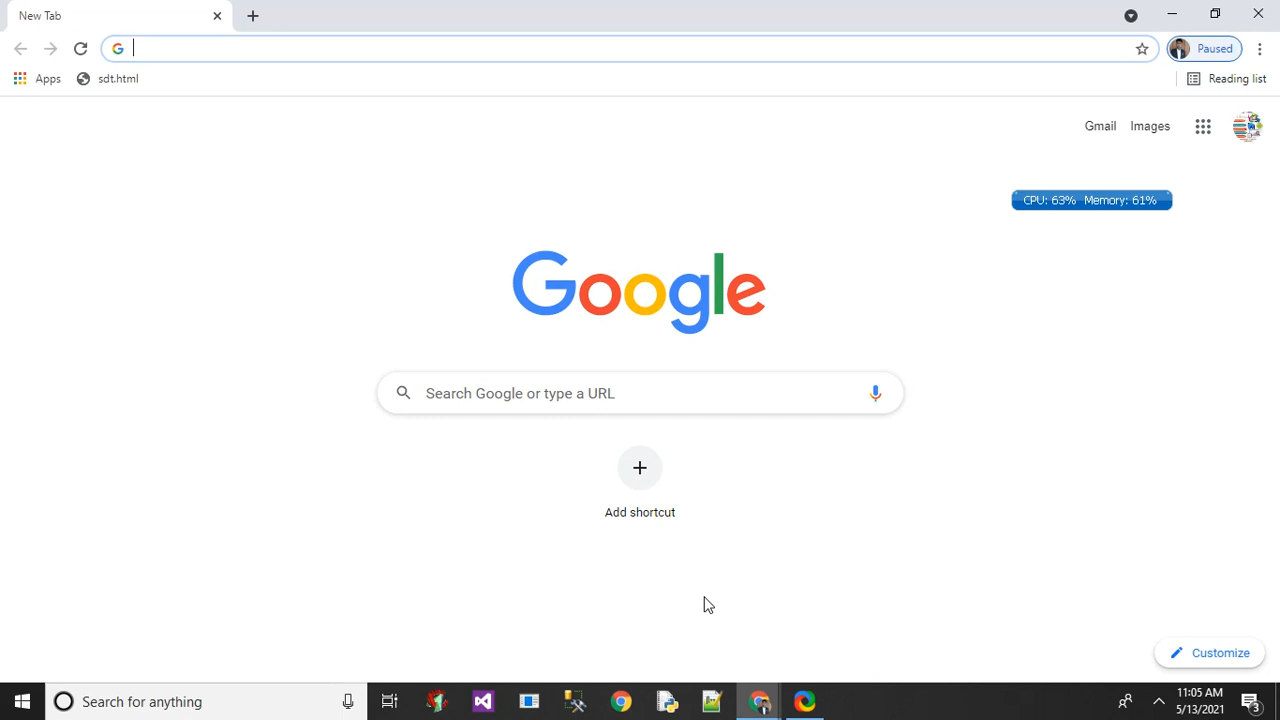 New Tab
Paused
Apps
sdt.html
Reading list
Gmail
Images
CPU: 63% Memory: 61%
Google
Search Google or type a URL
Add shortcut
Customize
Search for anything
11:05 AM
5/13/2021
3